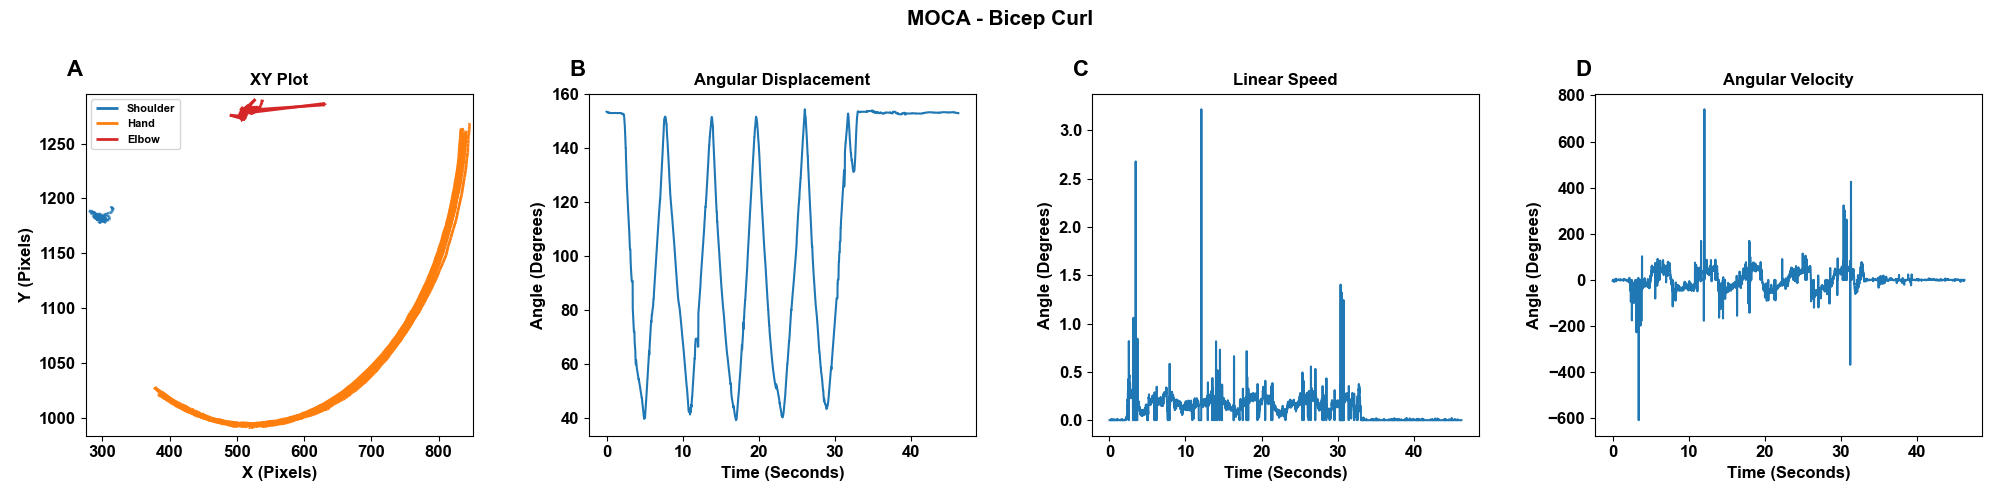 MOCA - Bicep Curl
A
XY Plot
Shoulder
Hand
Elbow
1250
1200
1150
1100
1050
1000
Y (Pixels)
300 400 500 600 700 800
X (Pixels)
B
Angular Displacement
160
140
120
100
80
60
40
Angle (Degrees)
0 10 20 30 40
Time (Seconds)
C
Linear Speed
3.0
2.5
2.0
1.5
1.0
0.5
0.0
Angle (Degrees)
0 10 20 30 40
Time (Seconds)
D
Angular Velocity
800
600
400
200
0
−200
−400
−600
Angle (Degrees)
0 10 20 30 40
Time (Seconds)